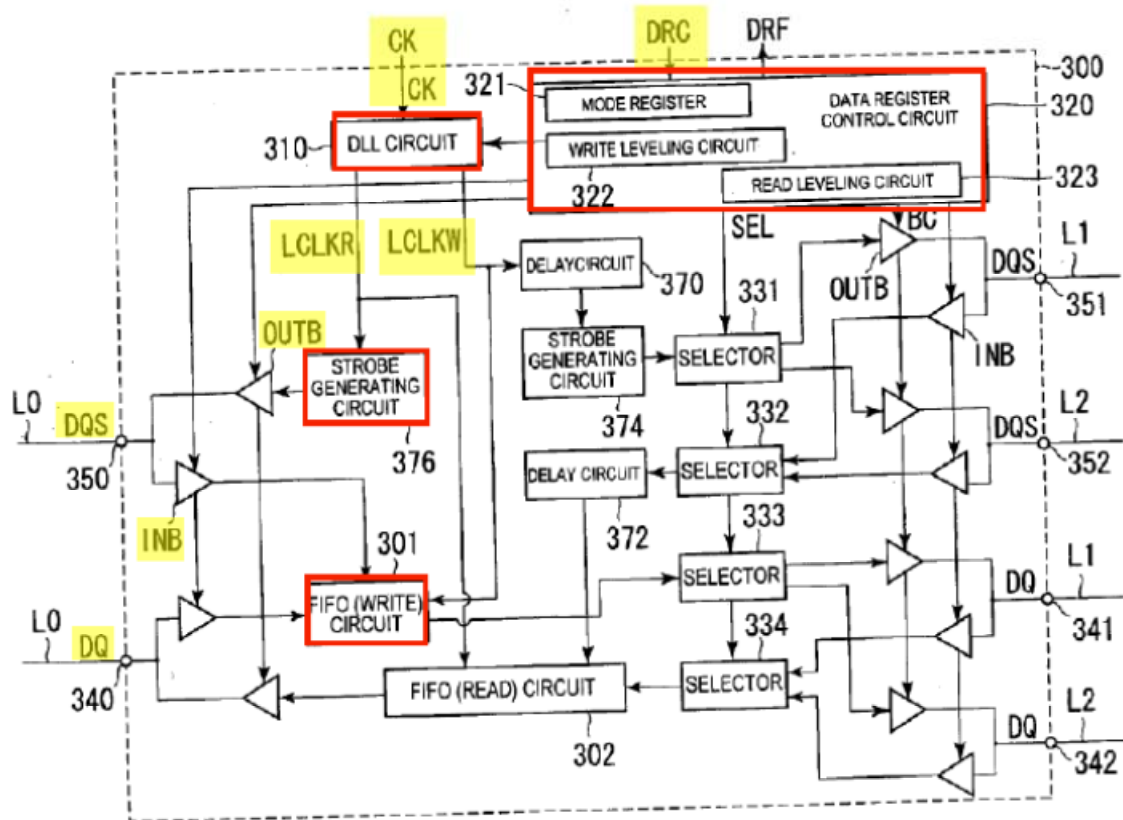 CK
DRC
DRF
300
CK
321
MODE REGISTER
DATA REGISTER
CONTROL CIRCUIT
320
310
DLL CIRCUIT
WRITE LEVELING CIRCUIT
322
READ LEVELING CIRCUIT
323
LCLKR
LCLKW
SEL
BC
L1
DELAYCIRCUIT
370
331
OUTB
DQS
351
OUTB
STROBE
GENERATING
CIRCUIT
376
STROBE
GENERATING
CIRCUIT
374
SELECTOR
INB
L0
DQS
350
332
L2
DQS
352
DELAY CIRCUIT
372
SELECTOR
INB
301
333
FIFO (WRITE)
CIRCUIT
SELECTOR
L1
DQ
341
L0
DQ
340
334
FIFO (READ) CIRCUIT
302
SELECTOR
L2
DQ
342